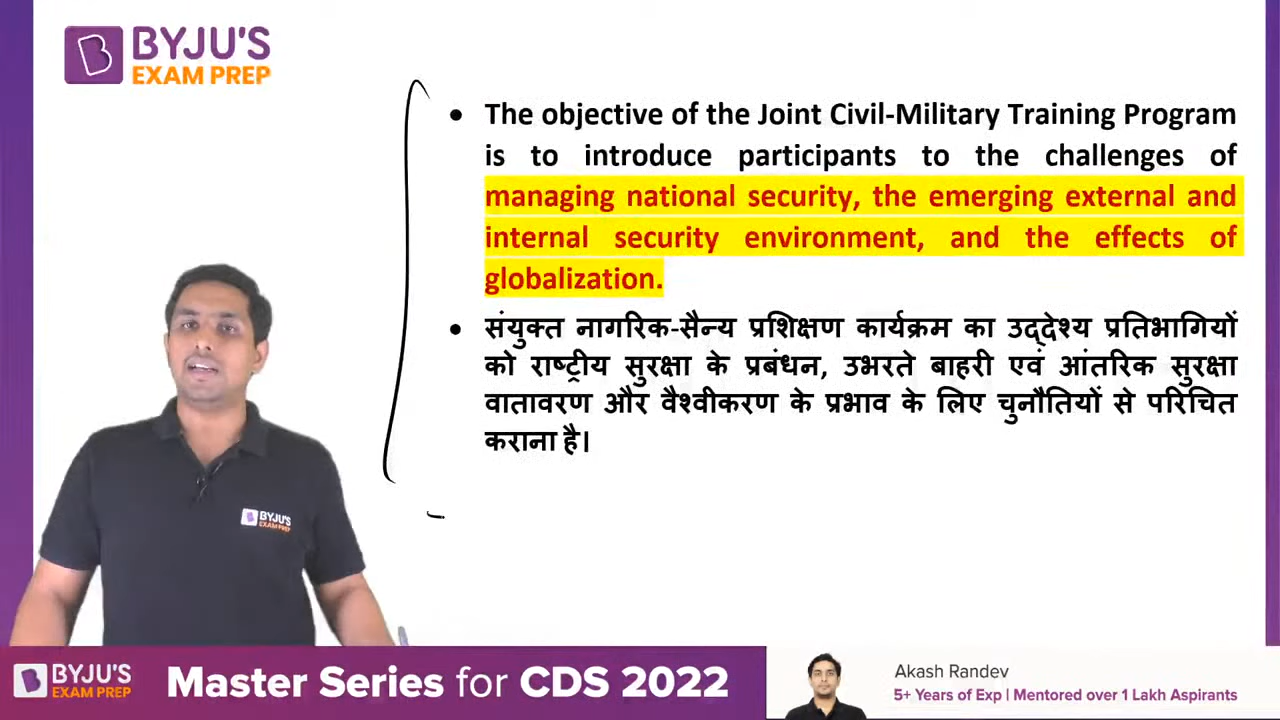 BYJU'S
EXAM PREP
• The objective of the Joint Civil-Military Training Program
is to introduce participants to the challenges of
managing national security, the emerging external and
internal security environment, and the effects of
globalization.
• संयुक्त नागरिक-सैन्य प्रशिक्षण कार्यक्रम का उद्देश्य प्रतिभागियों
को राष्ट्रीय सुरक्षा के प्रबंधन, उभरते बाहरी एवं आंतरिक सुरक्षा
वातावरण और वैश्वीकरण के प्रभाव के लिए चुनौतियों से परिचित
कराना है।
BYJU'S
EXAM PREP
BYJU'S
EXAM PREP
Master Series for CDS 2022
Akash Randev
5+ Years of Exp | Mentored over 1 Lakh Aspirants